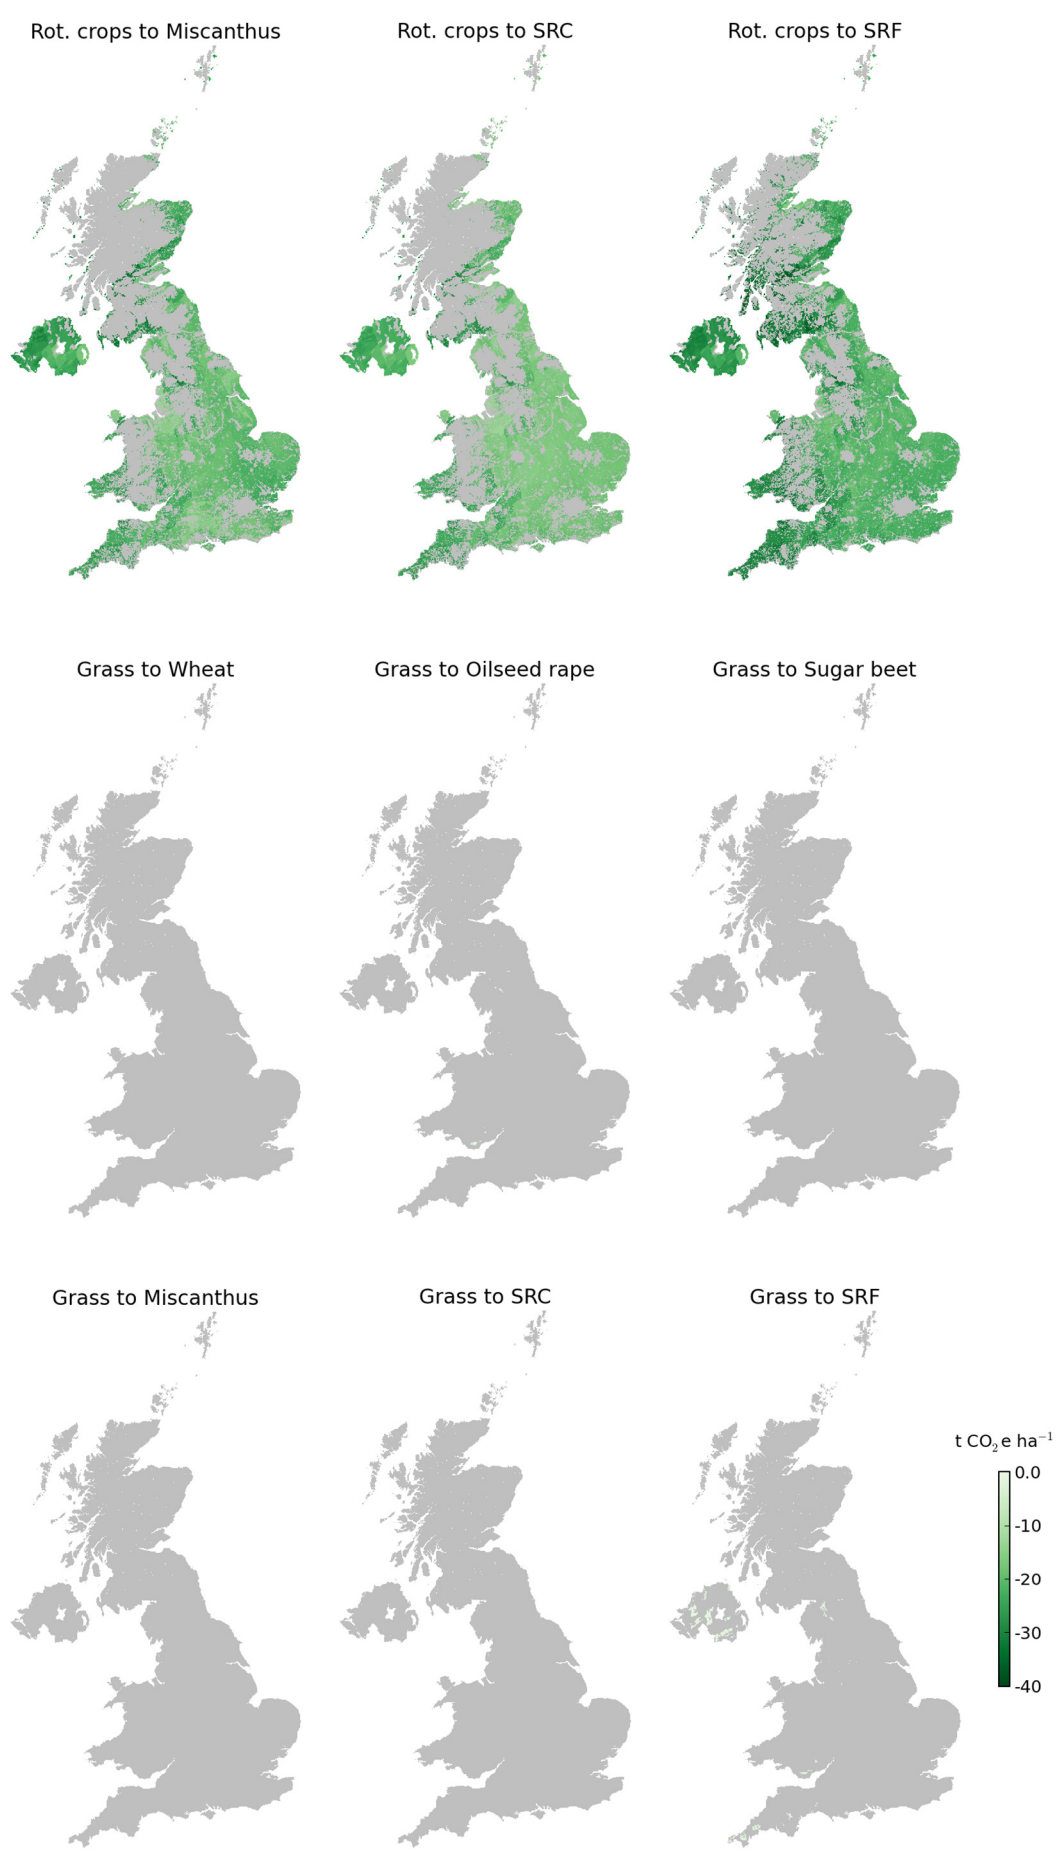 Rot. crops to Miscanthus
Rot. crops to SRC
Rot. crops to SRF
Grass to Wheat
Grass to Oilseed rape
Grass to Sugar beet
Grass to Miscanthus
Grass to SRC
Grass to SRF
t CO₂e ha⁻¹
0.0
-10
-20
-30
-40